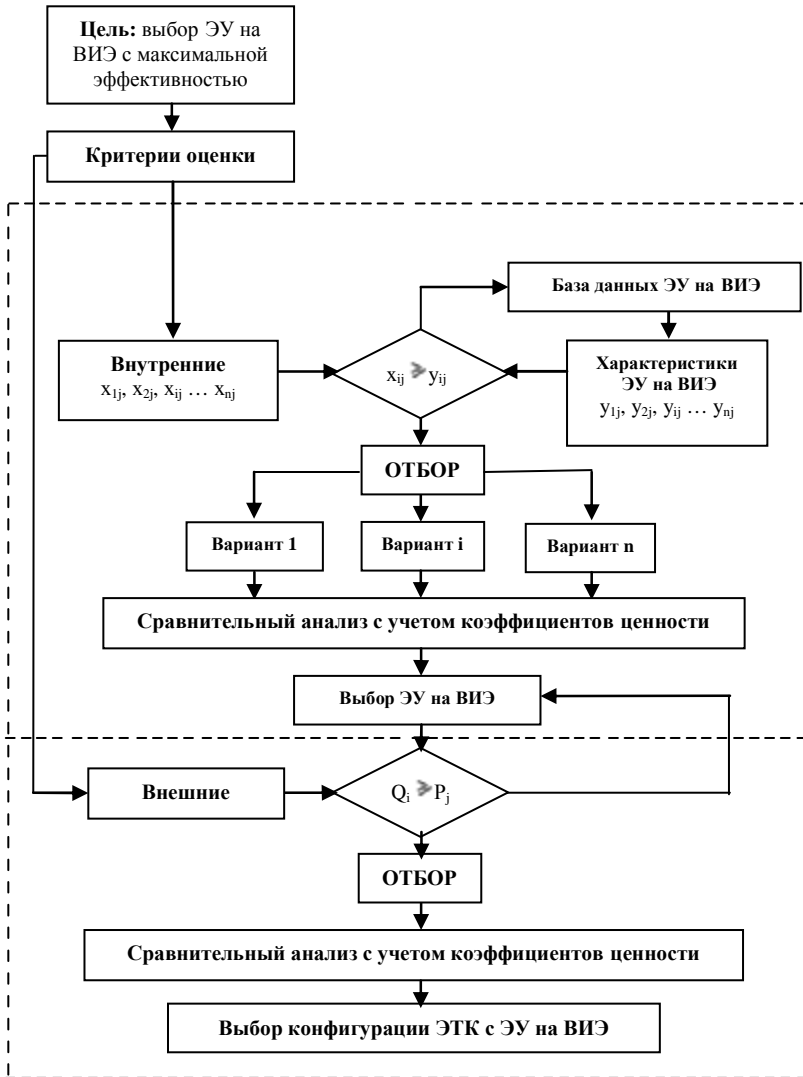 Цель: выбор ЭУ на
ВИЭ с максимальной
эффективностью
Критерии оценки
База данных ЭУ на ВИЭ
Внутренние
x1j, x2j, xij … xnj
xij ⋟ yij
Характеристики
ЭУ на ВИЭ
y1j, y2j, yij … ynj
ОТБОР
Вариант 1
Вариант i
Вариант n
Сравнительный анализ с учетом коэффициентов ценности
Выбор ЭУ на ВИЭ
Внешние
Qi ⋟ Pj
ОТБОР
Сравнительный анализ с учетом коэффициентов ценности
Выбор конфигурации ЭТК с ЭУ на ВИЭ